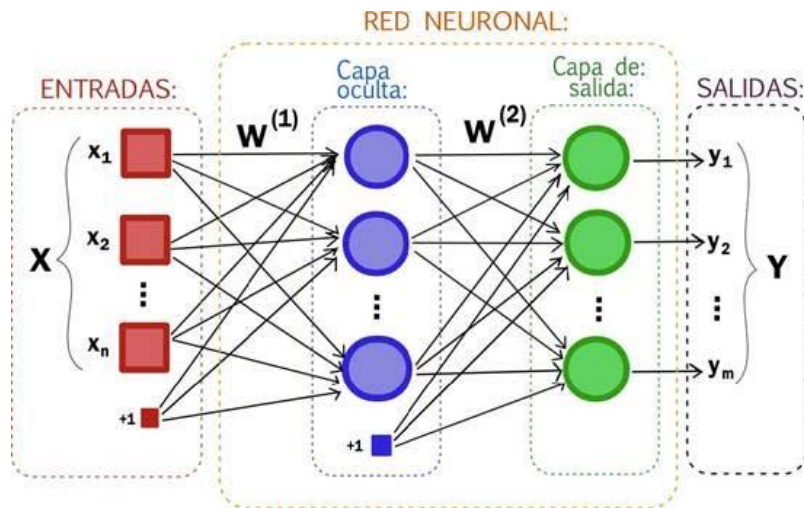 RED NEURONAL:
ENTRADAS:
Capa
oculta:
Capa de:
salida:
SALIDAS:
W(1)
W(2)
x1
x2
xn
+1
X
+1
y1
y2
ym
Y